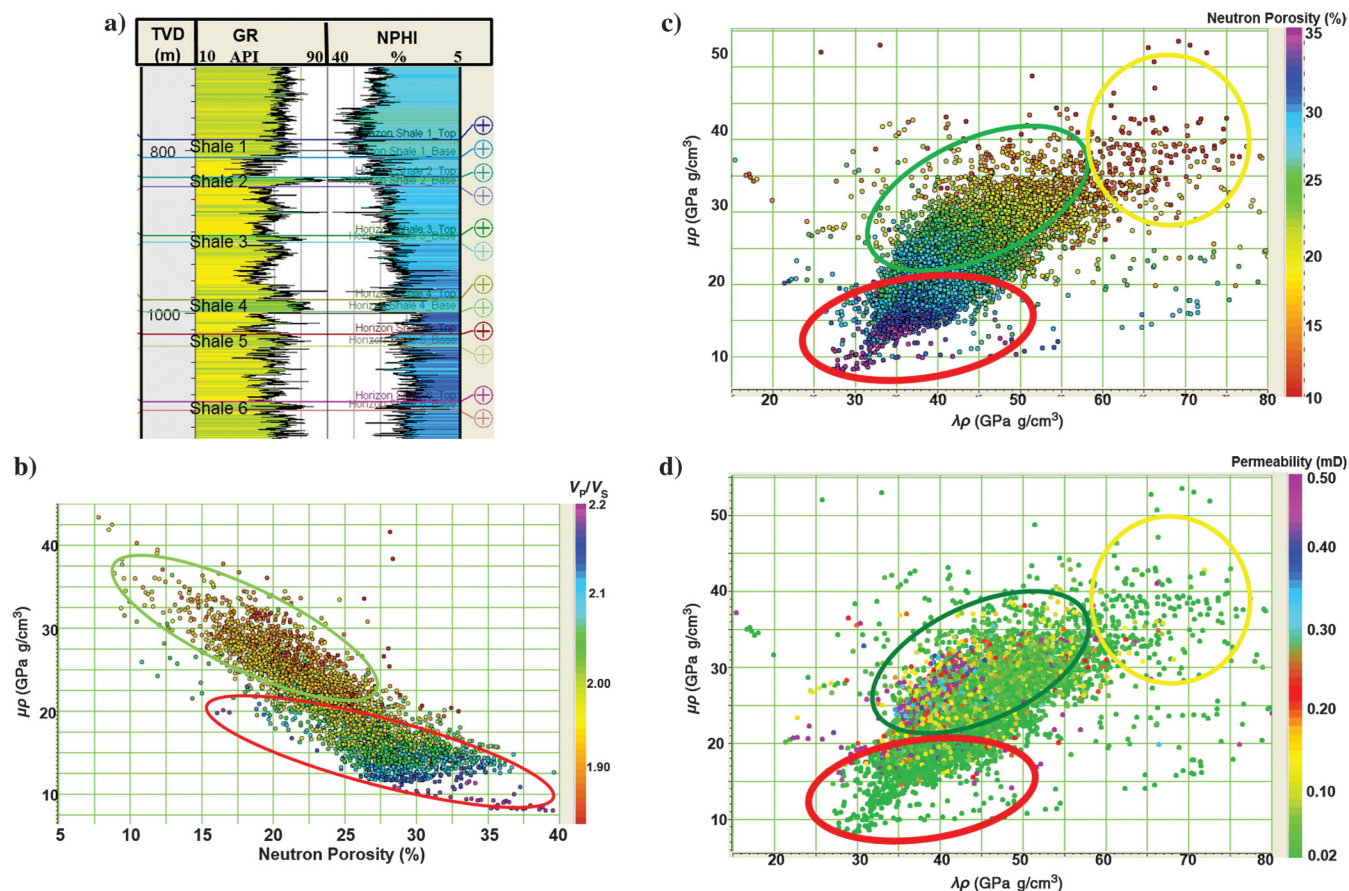 a)
TVD (m)
GR
10 API 90
NPHI
40 % 5
Horizon Shale 1_Top
800
Shale 1
Horizon Shale 1_Base
Horizon Shale 2_Top
Shale 2
Horizon Shale 2_Base
Horizon Shale 3_Top
Shale 3
Horizon Shale 3_Base
Horizon Shale 4_Top
Shale 4
Horizon Shale 4_Base
1000
Shale 5
Shale 6
b)
VP/VS
2.2
2.1
2.00
1.90
μρ (GPa g/cm³)
40
30
20
10
5 10 15 20 25 30 35 40
Neutron Porosity (%)
c)
Neutron Porosity (%)
35
30
25
20
15
10
μρ (GPa g/cm³)
50
40
30
20
10
20 30 40 50 60 70 80
λρ (GPa g/cm³)
d)
Permeability (mD)
0.50
0.40
0.30
0.20
0.10
0.02
μρ (GPa g/cm³)
50
40
30
20
10
20 30 40 50 60 70 80
λρ (GPa g/cm³)